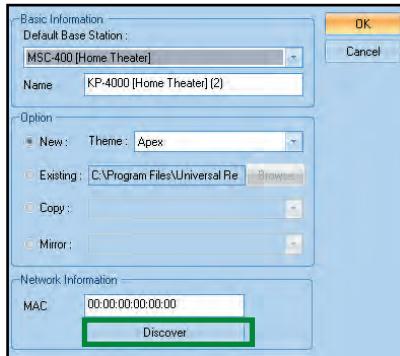 Basic Information
Default Base Station :
MSC-400 [Home Theater]
Name KP-4000 [Home Theater] (2)
OK
Cancel
Option
New : Theme : Apex
Existing : C:\Program Files\Universal Re Browse
Copy :
Mirror :
Network Information
MAC 00:00:00:00:00:00
Discover